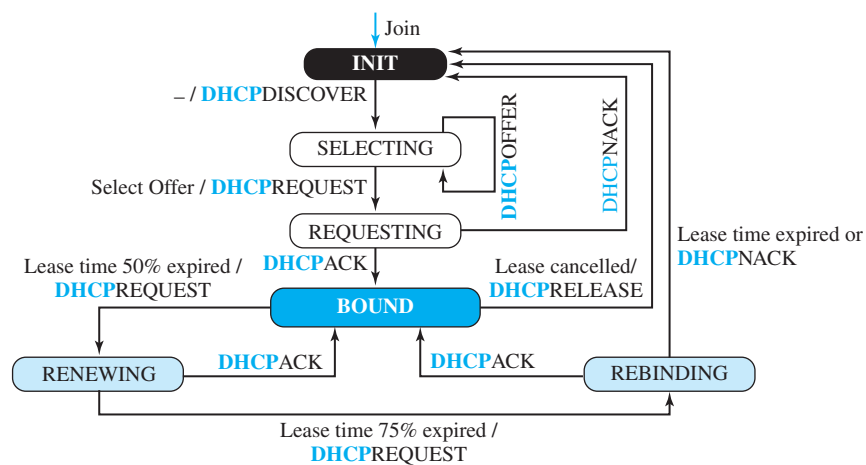 Join
INIT
– / DHCPDISCOVER
SELECTING
DHCPOFFER
DHCPNACK
Select Offer / DHCPREQUEST
REQUESTING
Lease time expired or
DHCPNACK
DHCPACK
Lease time 50% expired /
DHCPREQUEST
Lease cancelled/
DHCPRELEASE
BOUND
RENEWING
DHCPACK
DHCPACK
REBINDING
Lease time 75% expired /
DHCPREQUEST